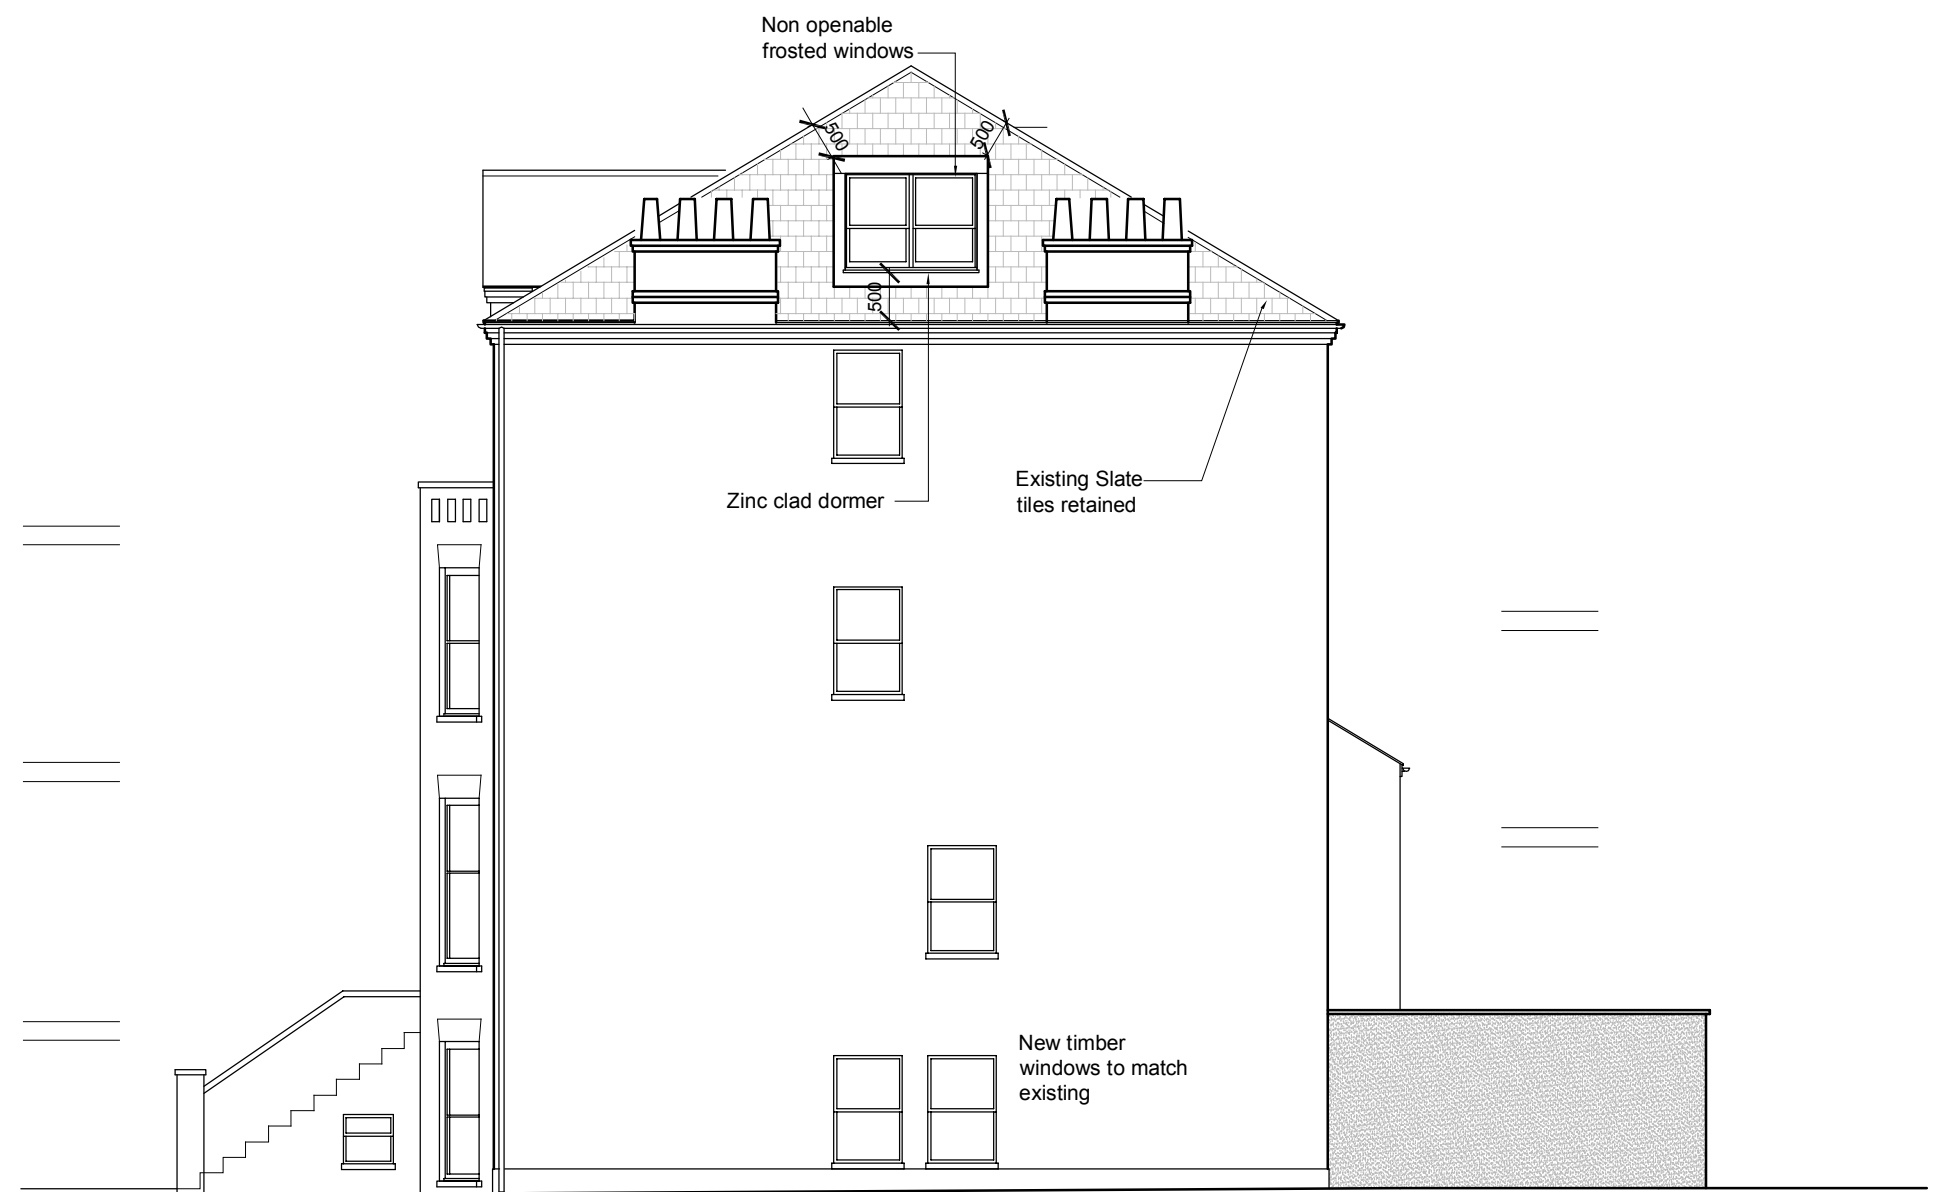 Non openable
frosted windows
500
500
500
Zinc clad dormer
Existing Slate
tiles retained
New timber
windows to match
existing